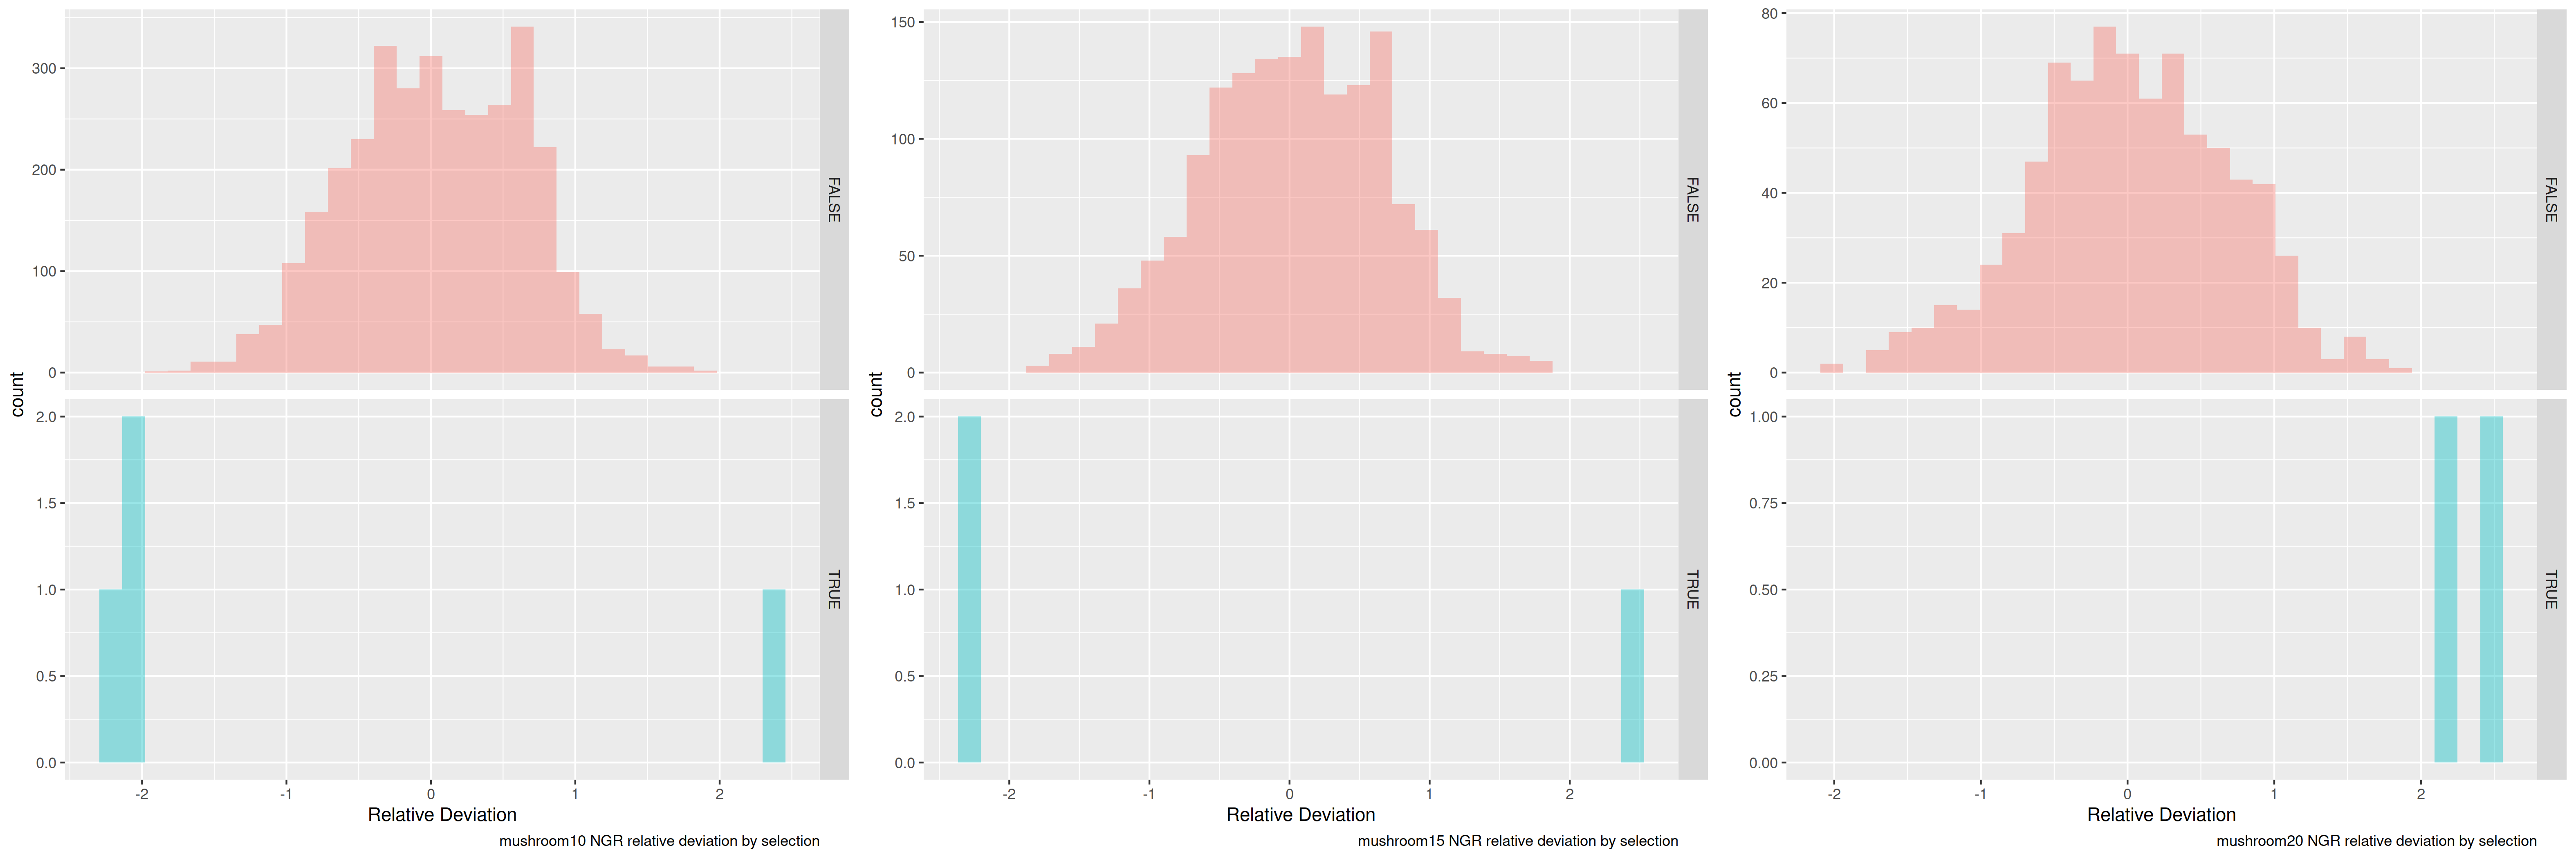 count
300
200
100
0
FALSE
2.0
1.5
1.0
0.5
0.0
TRUE
-2 -1 0 1 2
Relative Deviation
mushroom10 NGR relative deviation by selection
count
150
100
50
0
FALSE
2.0
1.5
1.0
0.5
0.0
TRUE
-2 -1 0 1 2
Relative Deviation
mushroom15 NGR relative deviation by selection
count
80
60
40
20
0
FALSE
1.00
0.75
0.50
0.25
0.00
TRUE
-2 -1 0 1 2
Relative Deviation
mushroom20 NGR relative deviation by selection